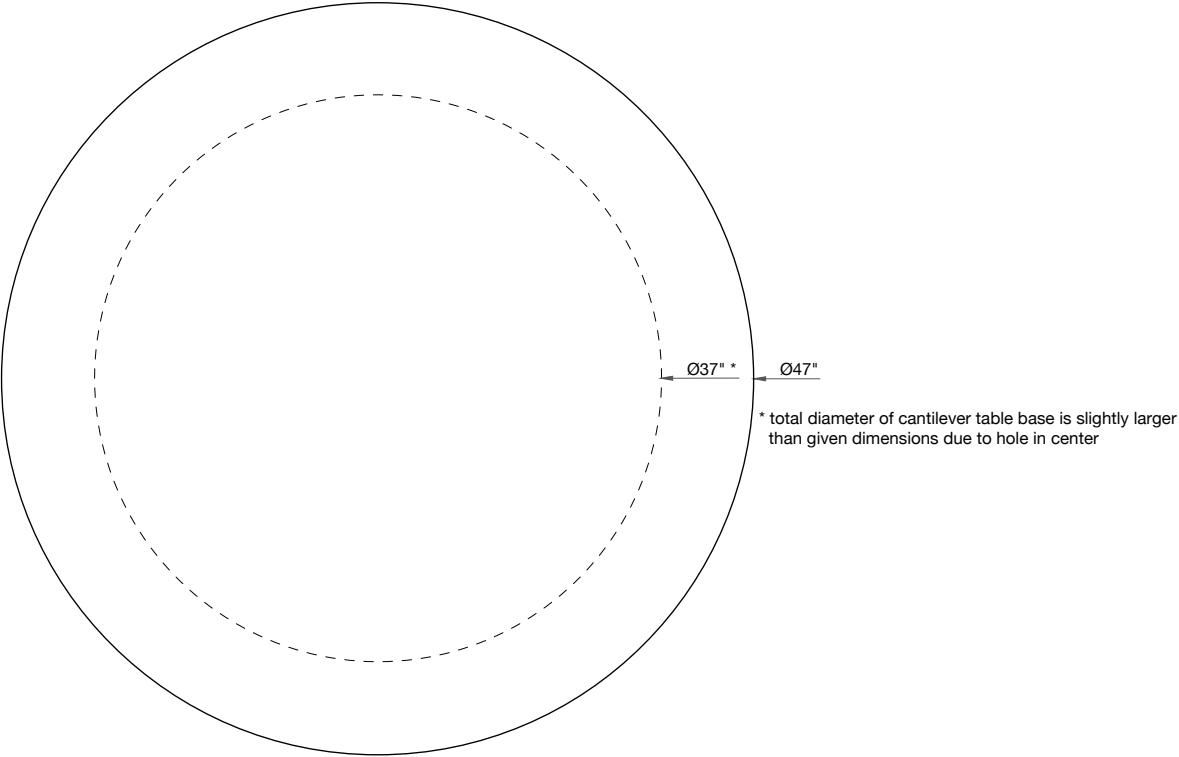 Ø37" *
Ø47"
* total diameter of cantilever table base is slightly larger
than given dimensions due to hole in center